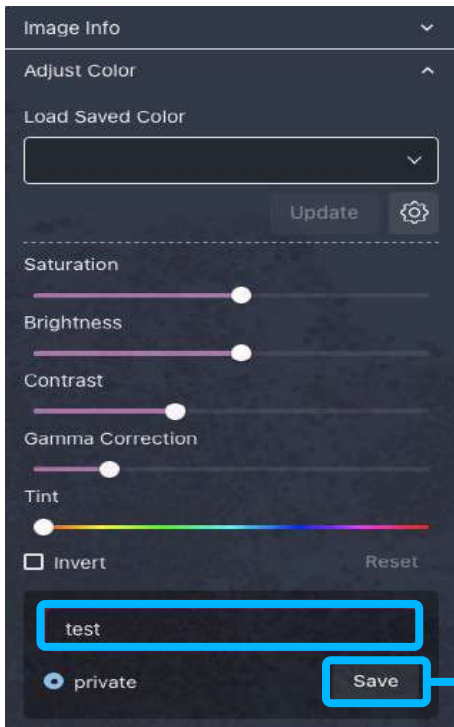 Image Info
Adjust Color
Load Saved Color
Update
Saturation
Brightness
Contrast
Gamma Correction
Tint
Invert Reset
test
private Save